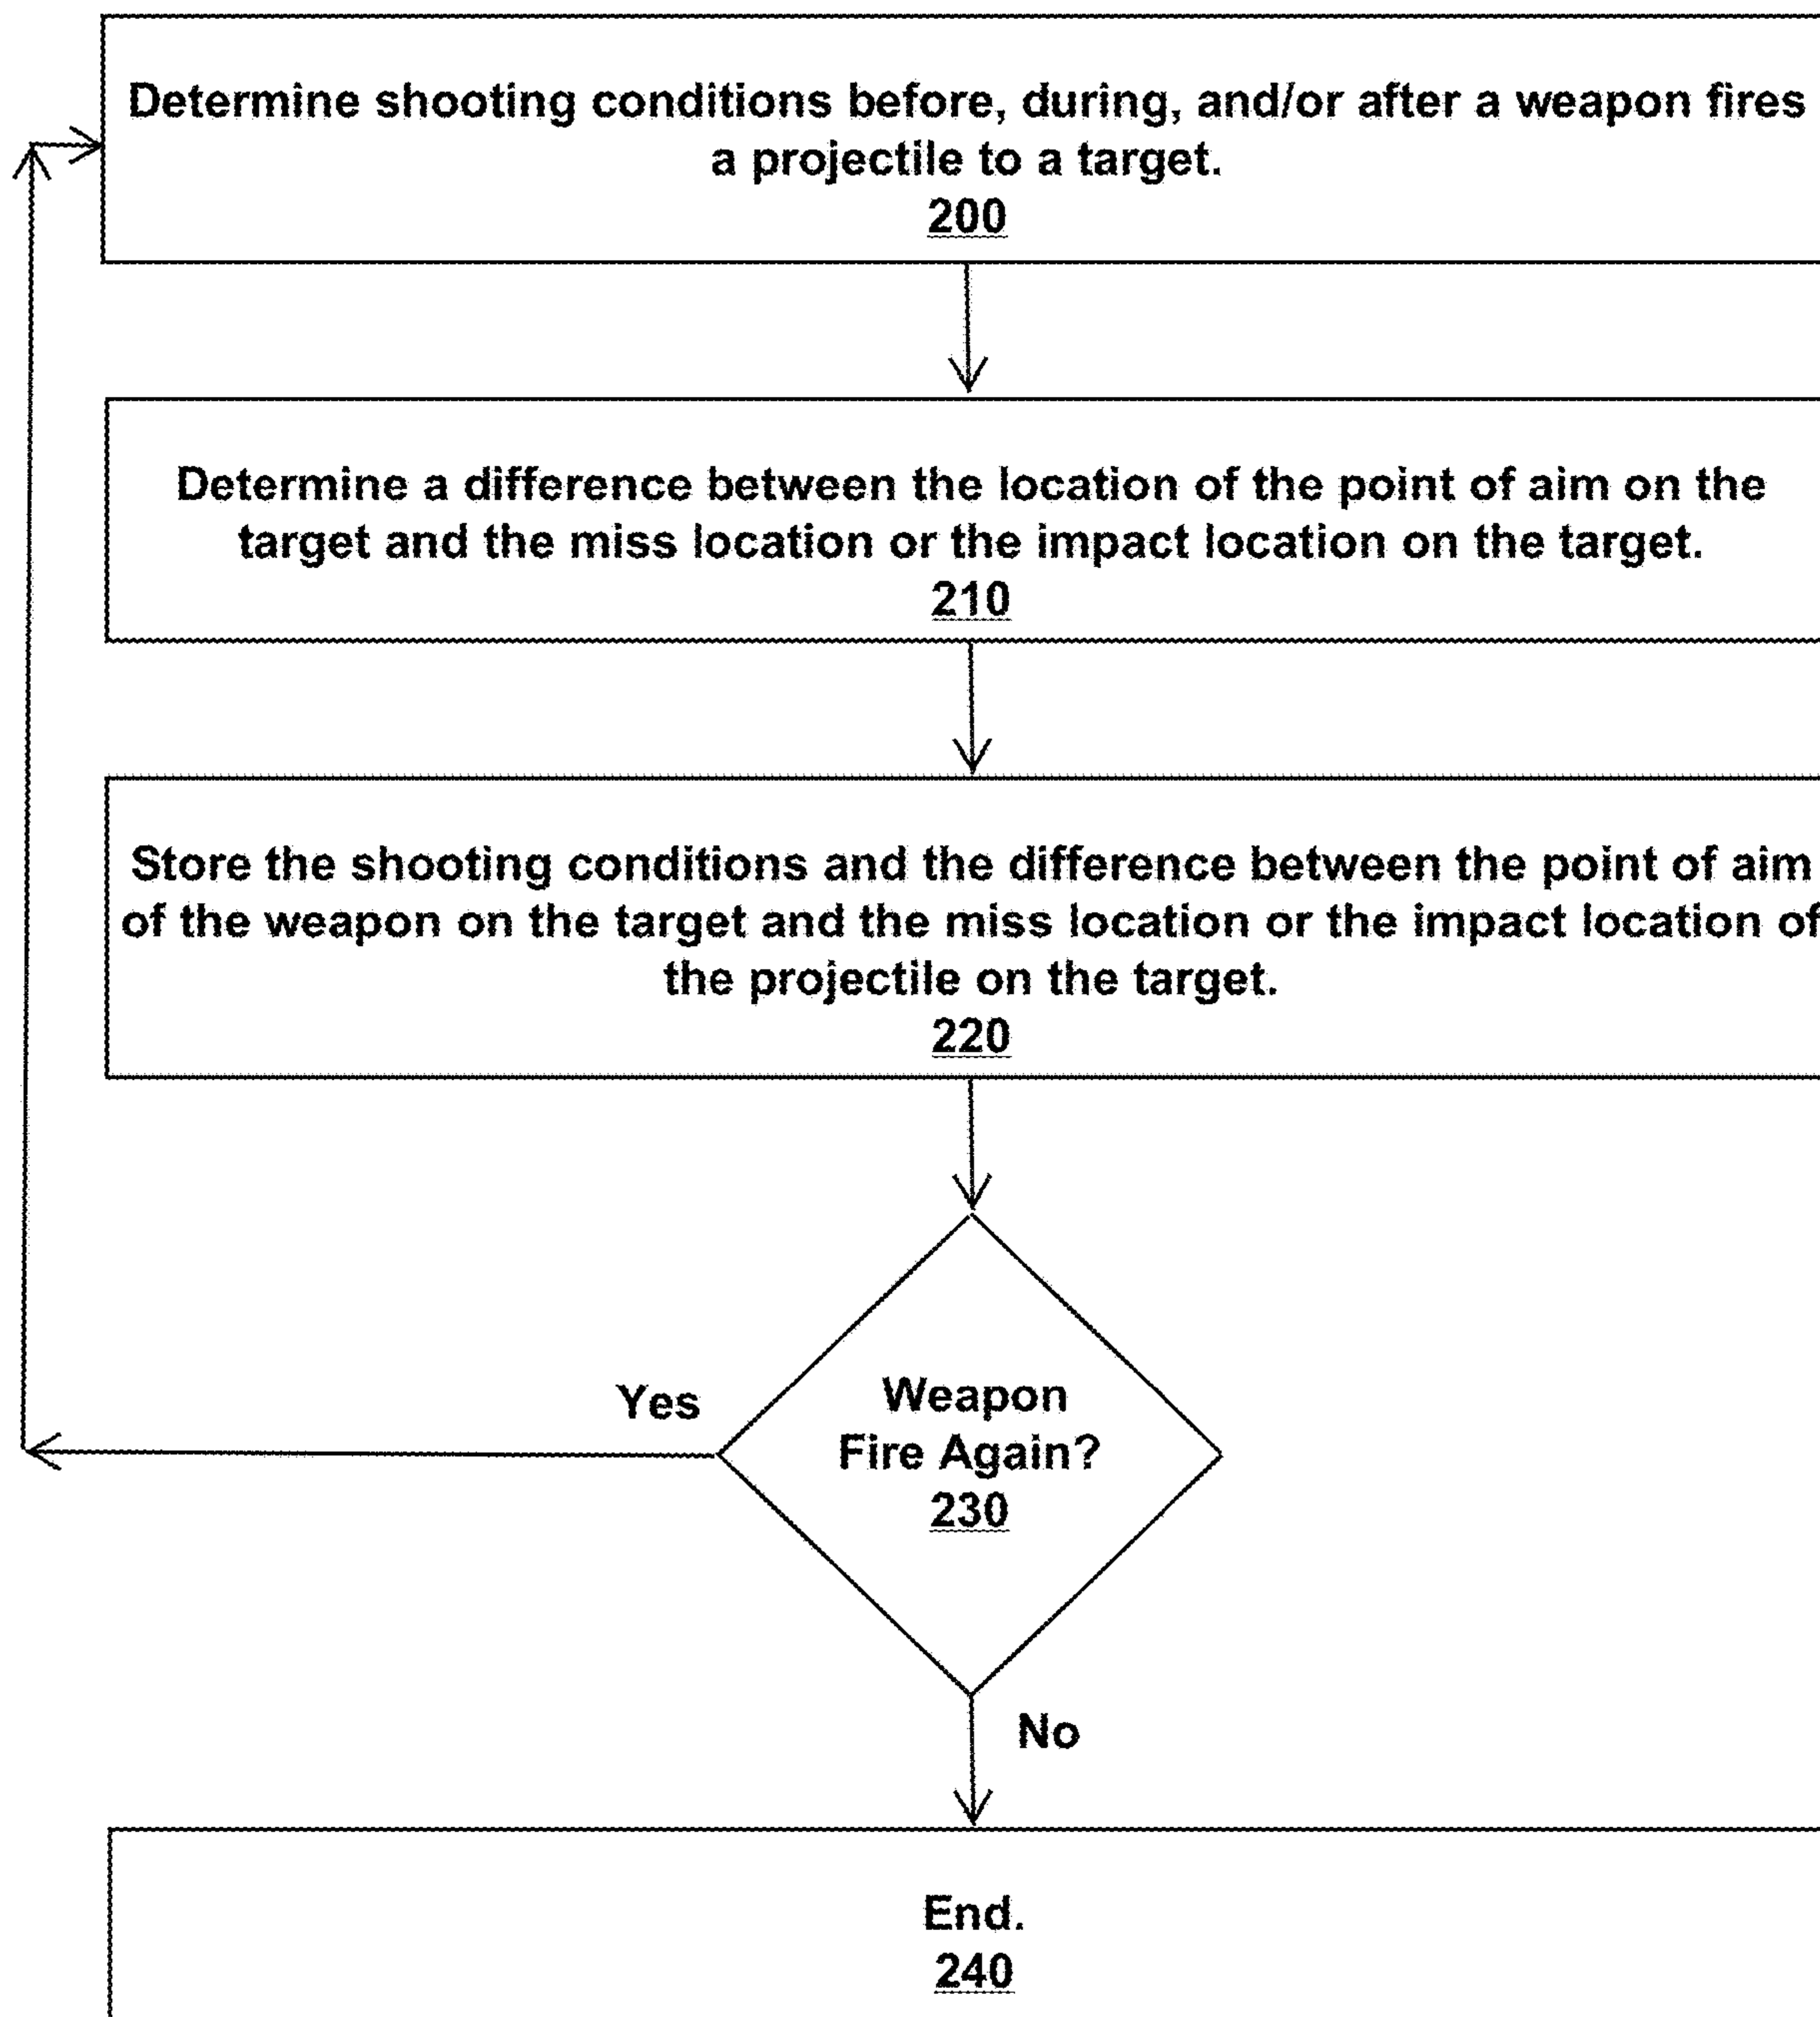 Determine shooting conditions before, during, and/or after a weapon fires
a projectile to a target.
200
Determine a difference between the location of the point of aim on the
target and the miss location or the impact location on the target.
210
Store the shooting conditions and the difference between the point of aim
of the weapon on the target and the miss location or the impact location of
the projectile on the target.
220
Yes
Weapon
Fire Again?
230
No
End.
240